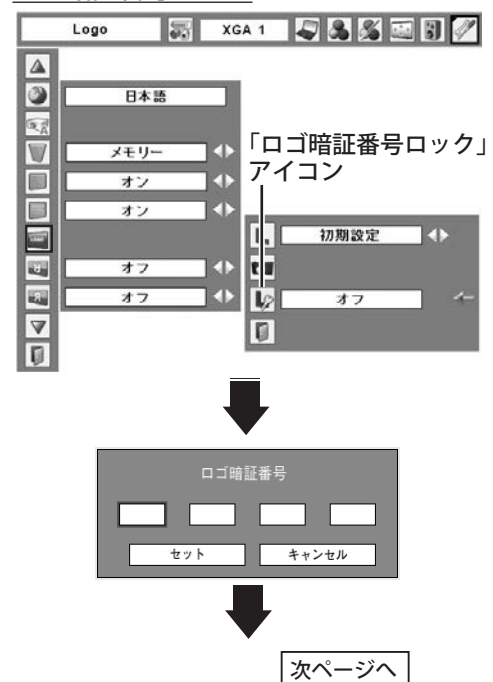 Logo
XGA 1
日本語
メモリー
オン
オン
オフ
オフ
「ロゴ暗証番号ロック」
アイコン
初期設定
オフ
ロゴ暗証番号
セット
キャンセル
次ページへ